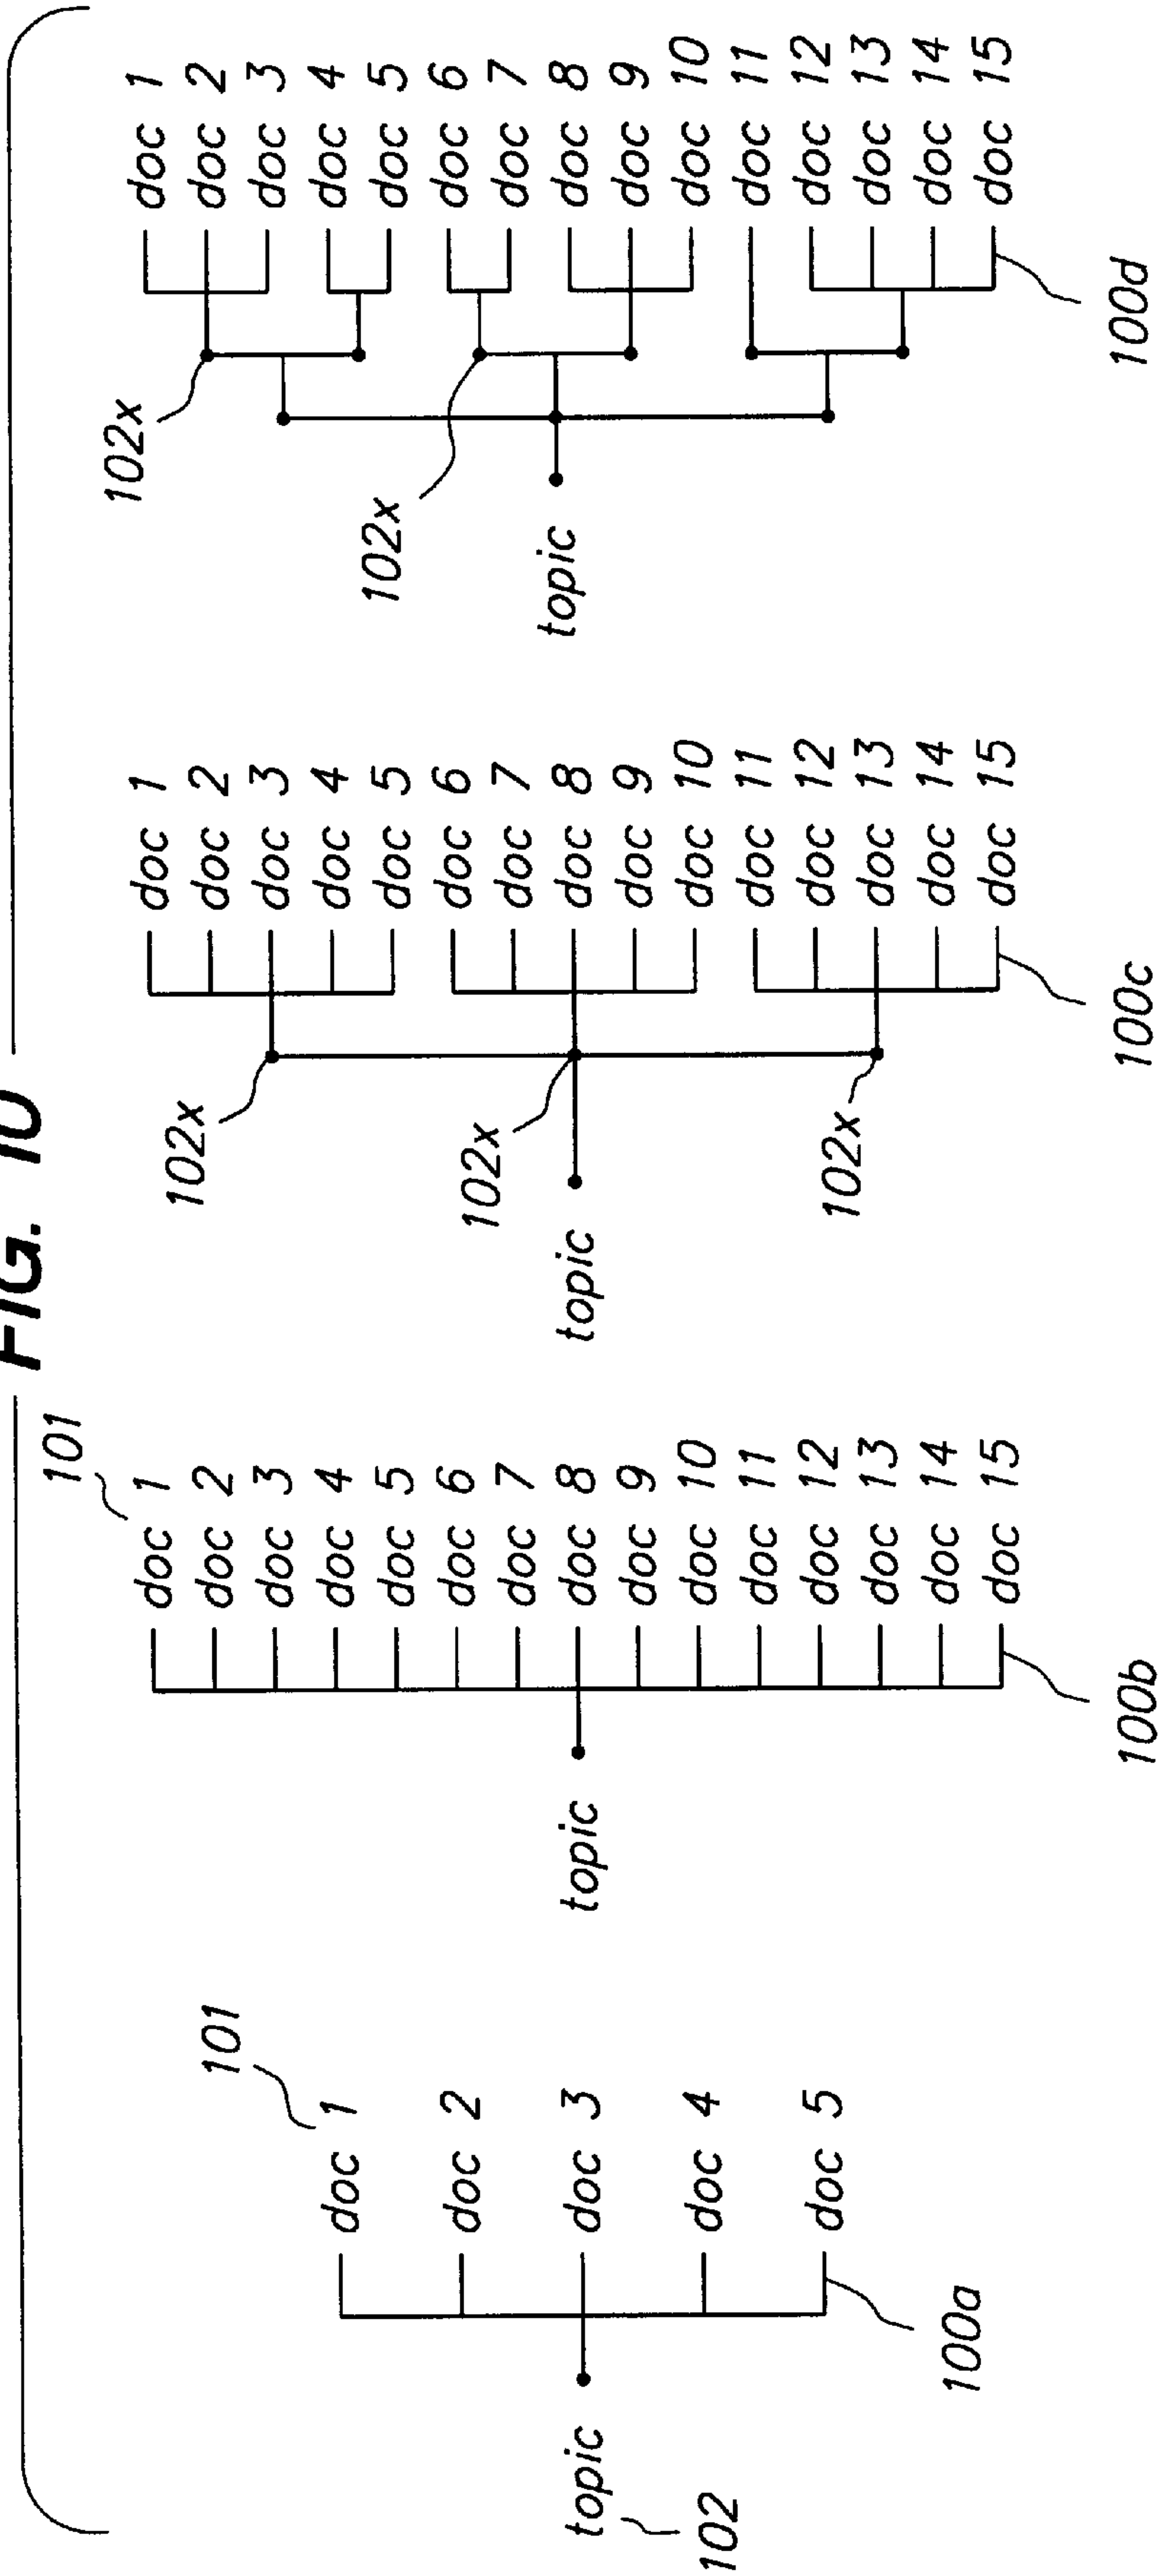 FIG. 10
101
doc 1
doc 2
doc 3
doc 4
doc 5
topic
102
100a
101
doc 1
doc 2
doc 3
doc 4
doc 5
doc 6
doc 7
doc 8
doc 9
doc 10
doc 11
doc 12
doc 13
doc 14
doc 15
topic
100b
102x
102x
102x
doc 1
doc 2
doc 3
doc 4
doc 5
doc 6
doc 7
doc 8
doc 9
doc 10
doc 11
doc 12
doc 13
doc 14
doc 15
topic
100c
102x
102x
doc 1
doc 2
doc 3
doc 4
doc 5
doc 6
doc 7
doc 8
doc 9
doc 10
doc 11
doc 12
doc 13
doc 14
doc 15
topic
100d